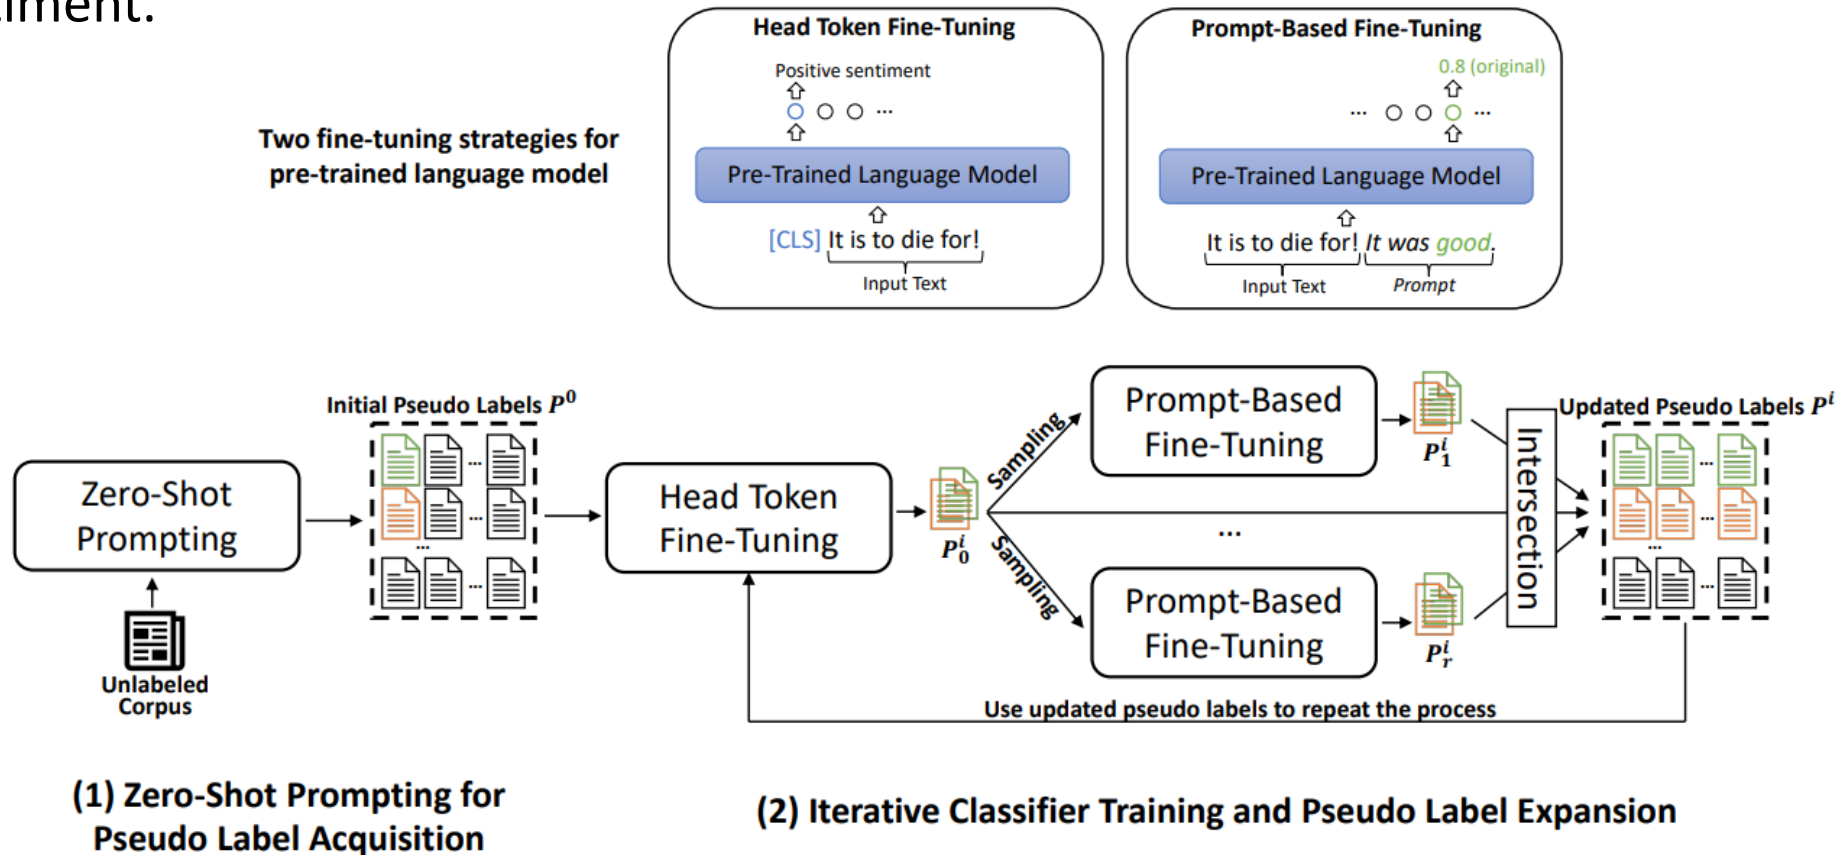 timent.
Head Token Fine-Tuning
Positive sentiment
...
Pre-Trained Language Model
[CLS] It is to die for!
Input Text
Prompt-Based Fine-Tuning
0.8 (original)
... ...
Pre-Trained Language Model
It is to die for! It was good.
Input Text Prompt
Two fine-tuning strategies for
pre-trained language model
Zero-Shot
Prompting
Unlabeled
Corpus
Initial Pseudo Labels P⁰
...
...
...
...
Head Token
Fine-Tuning
P₀ⁱ
Sampling
Sampling
Prompt-Based
Fine-Tuning
P₁ⁱ
...
Prompt-Based
Fine-Tuning
Pᵣⁱ
Intersection
Updated Pseudo Labels Pⁱ
...
...
...
...
Use updated pseudo labels to repeat the process
(1) Zero-Shot Prompting for
Pseudo Label Acquisition
(2) Iterative Classifier Training and Pseudo Label Expansion